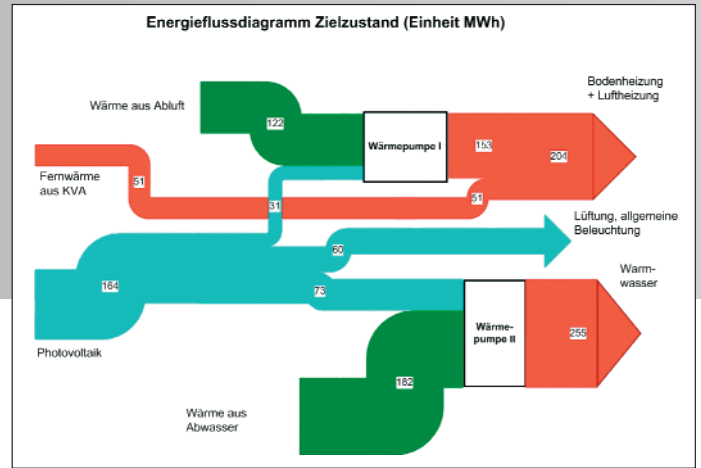 Energieflussdiagramm Zielzustand (Einheit MWh)
Bodenheizung
+ Luftheizung
Wärme aus Abluft
122
Wärmepumpe I
153
204
Fernwärme
aus KVA
51
31
51
Lüftung, allgemeine
Beleuchtung
60
Warm-
wasser
164
73
Photovoltaik
Wärme-
pumpe II
255
182
Wärme aus
Abwasser